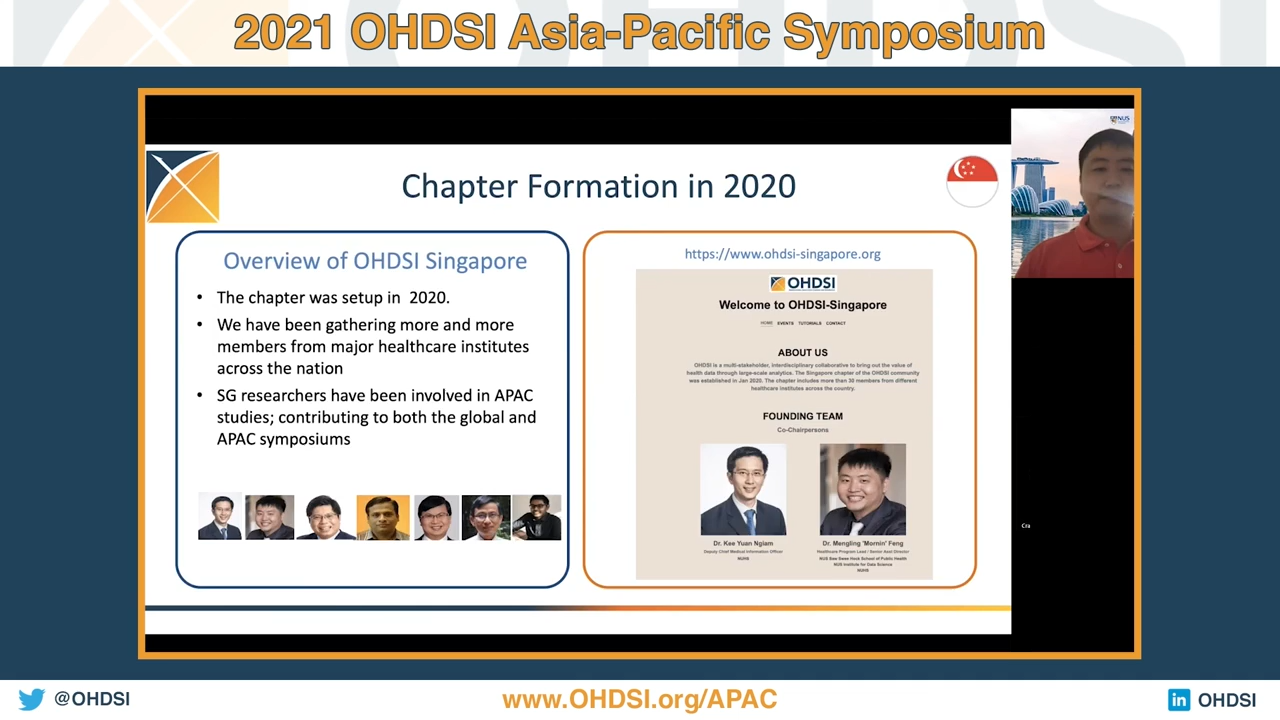 2021 OHDSI Asia-Pacific Symposium
NUS
Chapter Formation in 2020
Overview of OHDSI Singapore
• The chapter was setup in 2020.
• We have been gathering more and more
members from major healthcare institutes
across the nation
• SG researchers have been involved in APAC
studies; contributing to both the global and
APAC symposiums
https://www.ohdsi-singapore.org
OHDSI
Welcome to OHDSI-Singapore
HOME EVENTS TUTORIALS CONTACT
ABOUT US
OHDSI is a multi-stakeholder, interdisciplinary collaborative to bring out the value of
health data through large-scale analytics. The Singapore chapter of the OHDSI community
was established in Jan 2020. The chapter includes more than 30 members from different
healthcare institutes across the country.
FOUNDING TEAM
Co-Chairpersons
Dr. Kee Yuan Ngiam
Deputy Chief Medical Information Officer
NUHS
Dr. Mengling 'Mornin' Feng
Healthcare Program Lead / Senior Asst Director
NUS Saw Swee Hock School of Public Health
NUS Institute for Data Science
NUHS
Cra
@OHDSI
www.OHDSI.org/APAC
in OHDSI